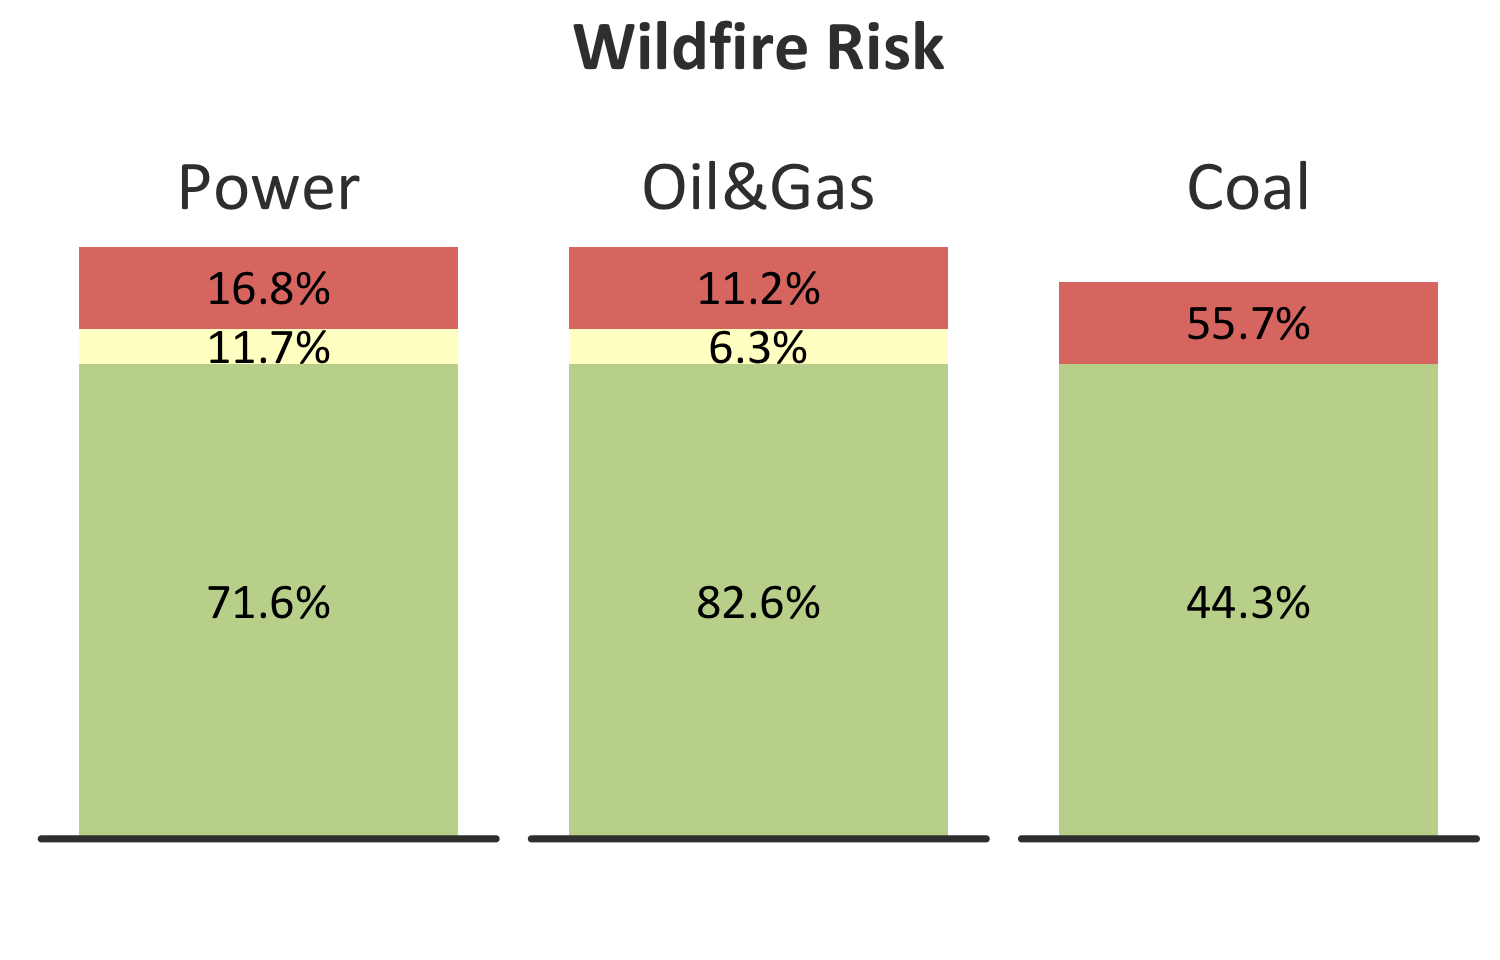 Wildfire Risk
Power
Oil&Gas
Coal
16.8%
11.2%
55.7%
11.7%
6.3%
71.6%
82.6%
44.3%